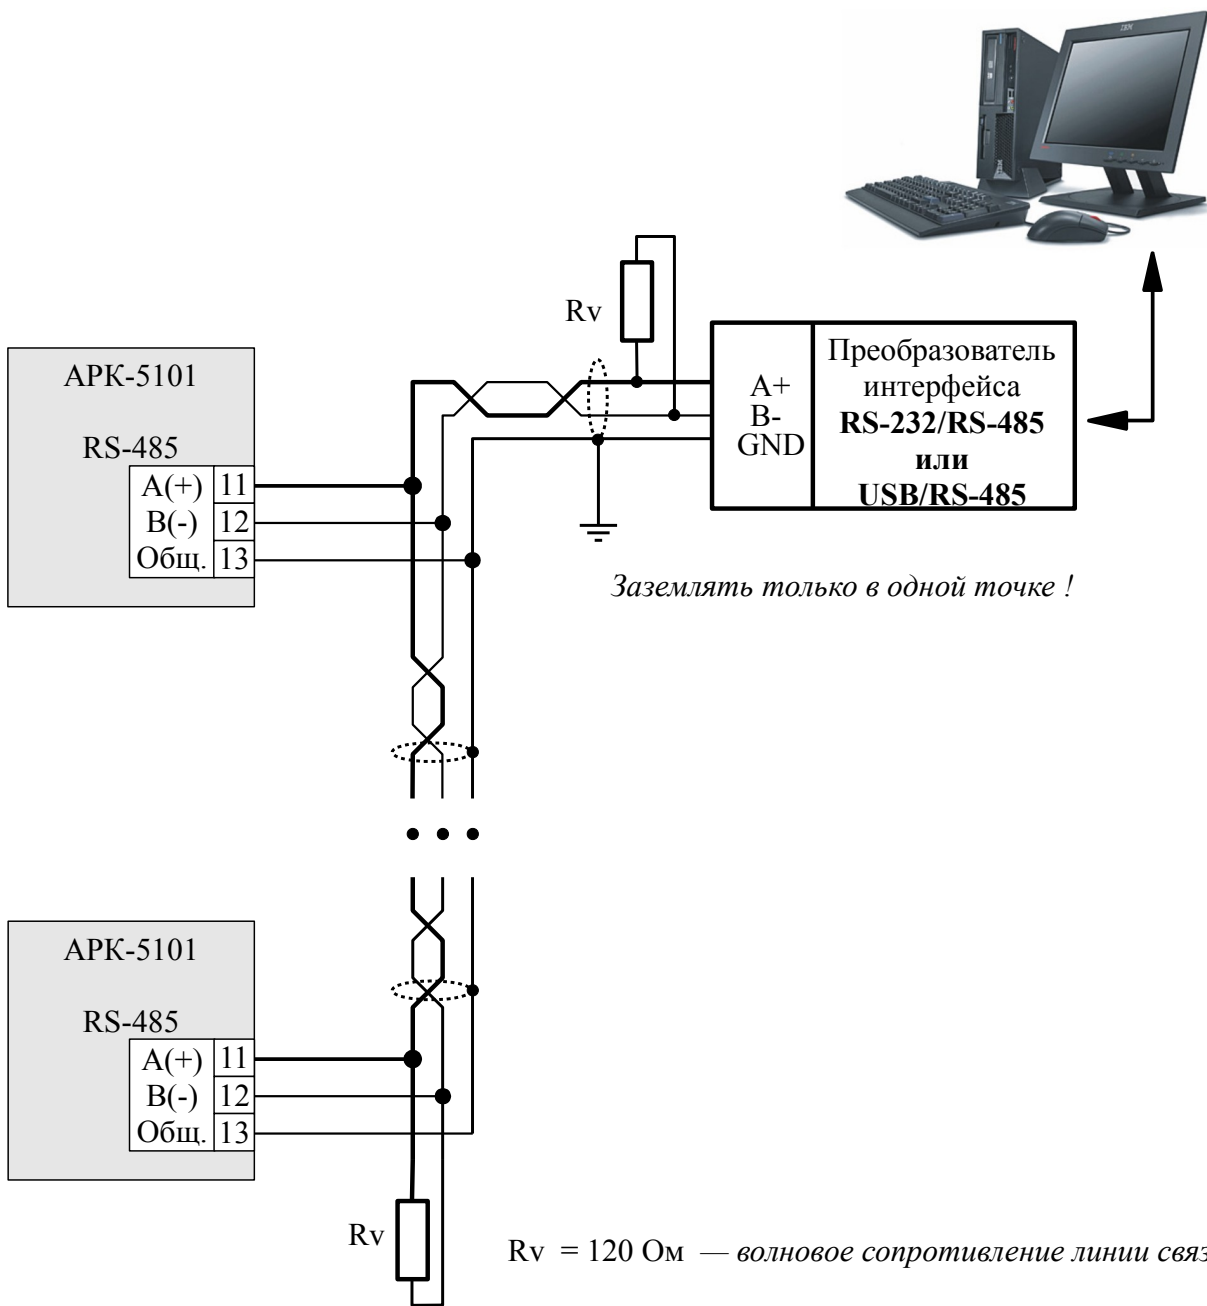 IBM
IBM
Rv
АРК-5101
RS-485
А(+) 11
В(-) 12
Общ. 13
A+
B-
GND
Преобразователь
интерфейса
RS-232/RS-485
или
USB/RS-485
Заземлять только в одной точке !
АРК-5101
RS-485
А(+) 11
В(-) 12
Общ. 13
Rv
Rv = 120 Ом — волновое сопротивление линии связ